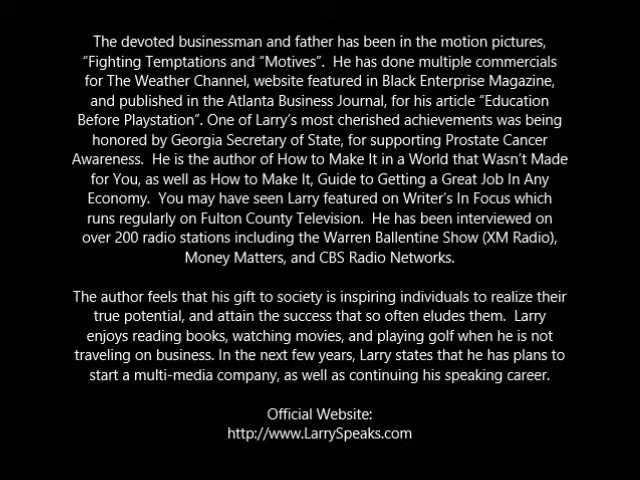 The devoted businessman and father has been in the motion pictures,
“Fighting Temptations and “Motives”.  He has done multiple commercials
for The Weather Channel, website featured in Black Enterprise Magazine,
and published in the Atlanta Business Journal, for his article “Education
Before Playstation”. One of Larry’s most cherished achievements was being
honored by Georgia Secretary of State, for supporting Prostate Cancer
Awareness.  He is the author of How to Make It in a World that Wasn’t Made
for You, as well as How to Make It, Guide to Getting a Great Job In Any
Economy.  You may have seen Larry featured on Writer’s In Focus which
runs regularly on Fulton County Television.  He has been interviewed on
over 200 radio stations including the Warren Ballentine Show (XM Radio),
Money Matters, and CBS Radio Networks.
The author feels that his gift to society is inspiring individuals to realize their
true potential, and attain the success that so often eludes them.  Larry
enjoys reading books, watching movies, and playing golf when he is not
traveling on business. In the next few years, Larry states that he has plans to
start a multi-media company, as well as continuing his speaking career.
Official Website:
http://www.LarrySpeaks.com